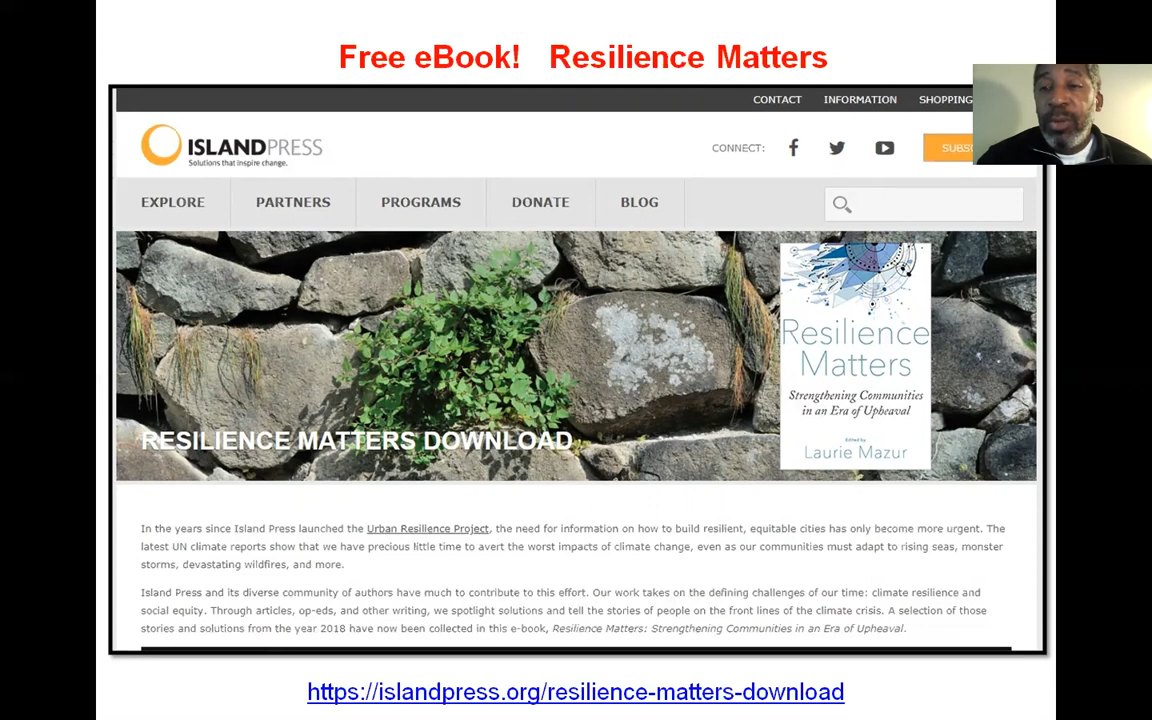 Free eBook! Resilience Matters
CONTACT INFORMATION SHOPPING
ISLANDPRESS
Solutions that inspire change.
CONNECT:
EXPLORE PARTNERS PROGRAMS DONATE BLOG
Resilience
Matters
Strengthening Communities
in an Era of Upheaval
Edited by
Laurie Mazur
RESILIENCE MATTERS DOWNLOAD
In the years since Island Press launched the Urban Resilience Project, the need for information on how to build resilient, equitable cities has only become more urgent. The
latest UN climate reports show that we have precious little time to avert the worst impacts of climate change, even as our communities must adapt to rising seas, monster
storms, devastating wildfires, and more.
Island Press and its diverse community of authors have much to contribute to this effort. Our work takes on the defining challenges of our time: climate resilience and
social equity. Through articles, op-eds, and other writing, we spotlight solutions and tell the stories of people on the front lines of the climate crisis. A selection of those
stories and solutions from the year 2018 have now been collected in this e-book, Resilience Matters: Strengthening Communities in an Era of Upheaval.
https://islandpress.org/resilience-matters-download